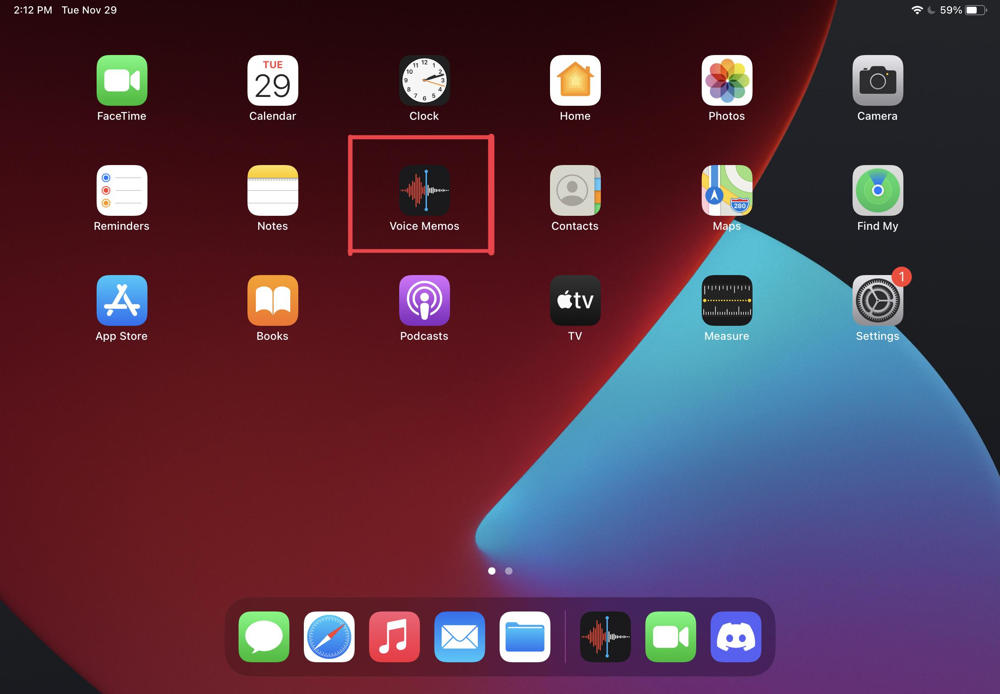 2:12 PM Tue Nov 29
59%
TUE
29
12
11 1
10 2
9 3
8 4
7 5
6
FaceTime Calendar Clock Home Photos Camera
280
Reminders Notes Voice Memos Contacts Maps Find My
1
tv
App Store Books Podcasts TV Measure Settings